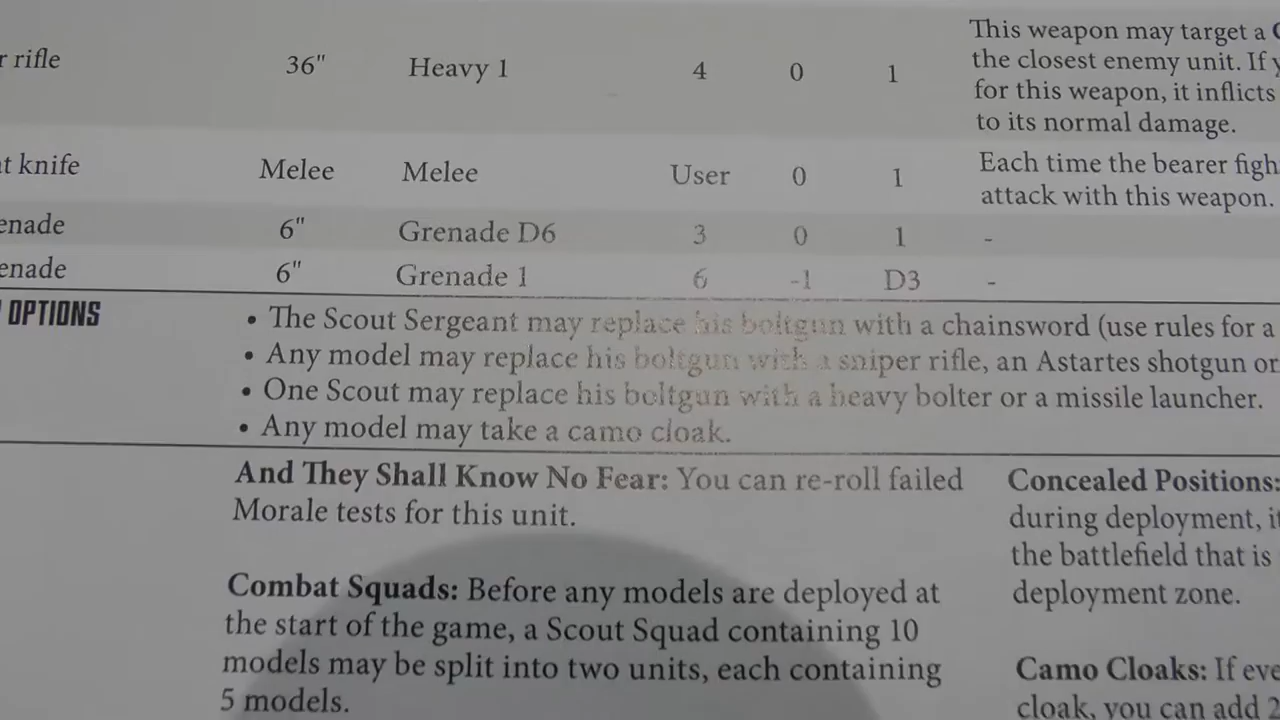 r rifle 36" Heavy 1 4 0 1 This weapon may target a
the closest enemy unit. If
for this weapon, it inflicts
to its normal damage.
t knife Melee Melee User 0 1 Each time the bearer figh
attack with this weapon.
enade 6" Grenade D6 3 0 1 -
enade 6" Grenade 1 6 -1 D3 -
OPTIONS
• The Scout Sergeant may replace his boltgun with a chainsword (use rules for a
• Any model may replace his boltgun with a sniper rifle, an Astartes shotgun or
• One Scout may replace his boltgun with a heavy bolter or a missile launcher.
• Any model may take a camo cloak.
And They Shall Know No Fear: You can re-roll failed
Morale tests for this unit.
Combat Squads: Before any models are deployed at
the start of the game, a Scout Squad containing 10
models may be split into two units, each containing
5 models.
Concealed Positions:
during deployment, it
the battlefield that is
deployment zone.
Camo Cloaks: If eve
cloak, you can add 2